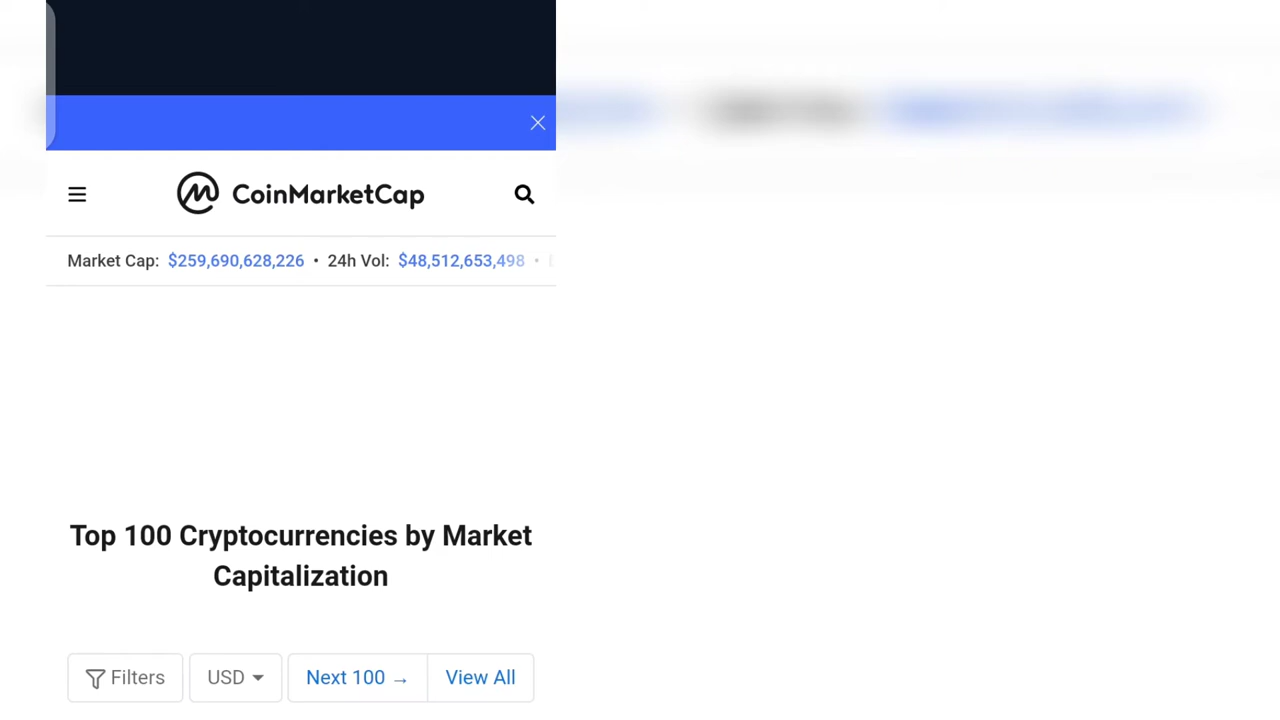 CoinMarketCap
Market Cap: $259,690,628,226 • 24h Vol: $48,512,653,498 •
Top 100 Cryptocurrencies by Market
Capitalization
Filters USD Next 100 → View All